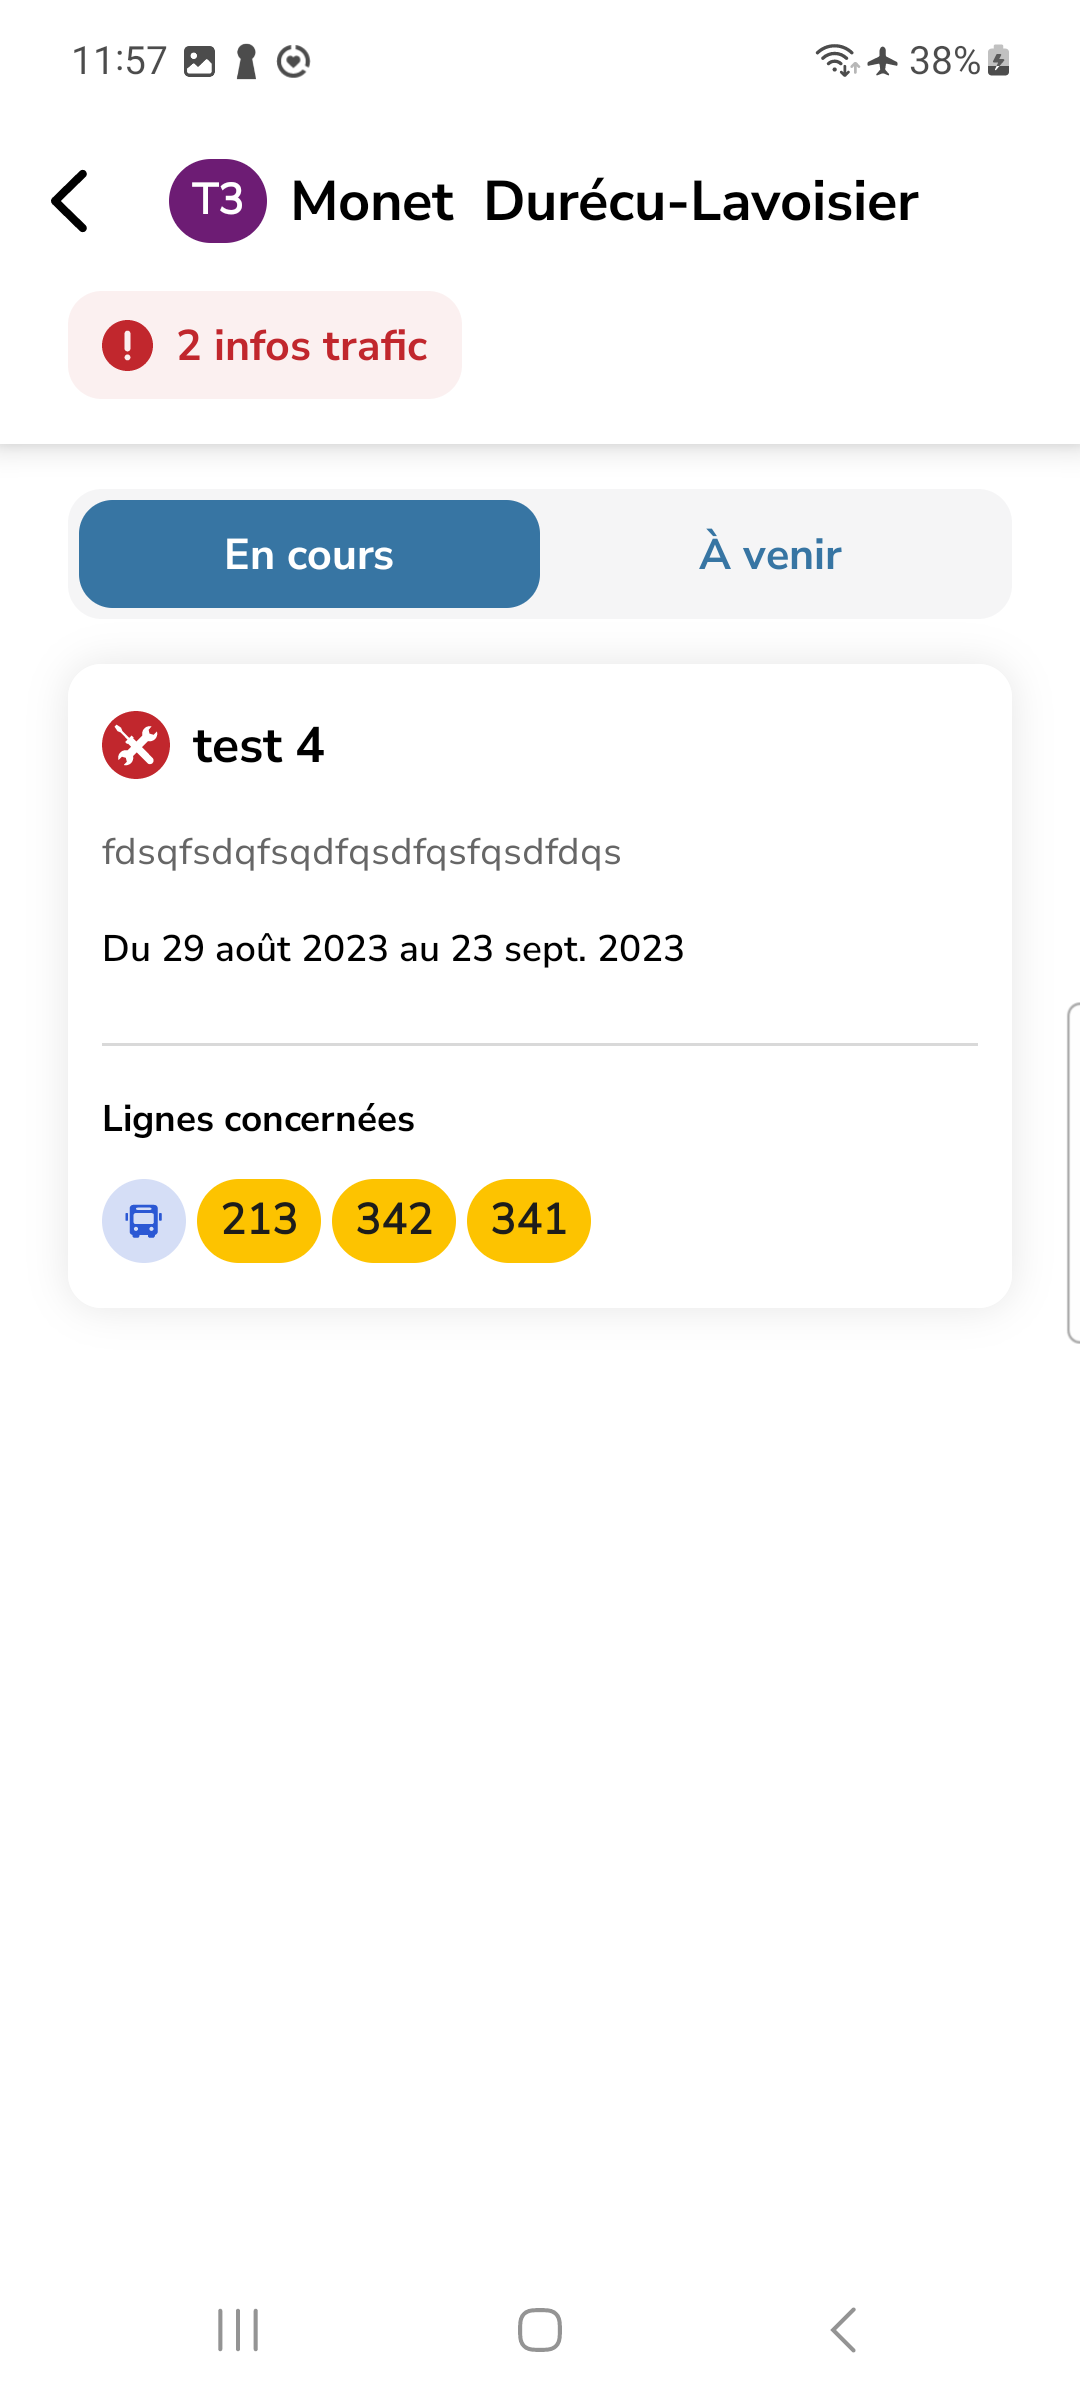 11:57 38%
T3 Monet Durécu-Lavoisier
2 infos trafic
En cours À venir
test 4
fdsqfsdqfsqdfqsdfqsfqsdfdqs
Du 29 août 2023 au 23 sept. 2023
Lignes concernées
213 342 341